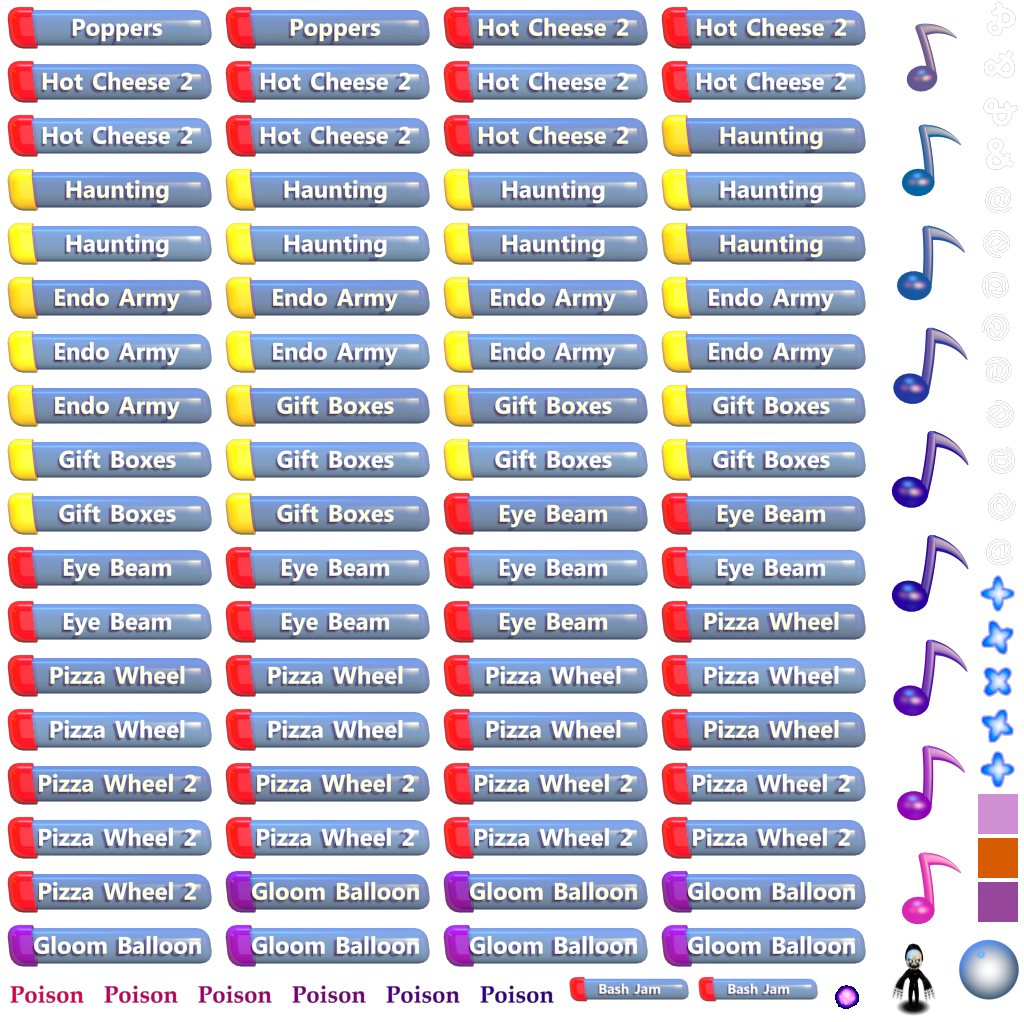 Poppers Poppers Hot Cheese 2 Hot Cheese 2
Hot Cheese 2 Hot Cheese 2 Hot Cheese 2 Hot Cheese 2
Hot Cheese 2 Hot Cheese 2 Hot Cheese 2 Haunting
Haunting Haunting Haunting Haunting
Haunting Haunting Haunting Haunting
Endo Army Endo Army Endo Army Endo Army
Endo Army Endo Army Endo Army Endo Army
Endo Army Gift Boxes Gift Boxes Gift Boxes
Gift Boxes Gift Boxes Gift Boxes Gift Boxes
Gift Boxes Gift Boxes Eye Beam Eye Beam
Eye Beam Eye Beam Eye Beam Eye Beam
Eye Beam Eye Beam Eye Beam Pizza Wheel
Pizza Wheel Pizza Wheel Pizza Wheel Pizza Wheel
Pizza Wheel Pizza Wheel Pizza Wheel Pizza Wheel
Pizza Wheel 2 Pizza Wheel 2 Pizza Wheel 2 Pizza Wheel 2
Pizza Wheel 2 Pizza Wheel 2 Pizza Wheel 2 Pizza Wheel 2
Pizza Wheel 2 Gloom Balloon Gloom Balloon Gloom Balloon
Gloom Balloon Gloom Balloon Gloom Balloon Gloom Balloon
Poison Poison Poison Poison Poison Poison Bash Jam Bash Jam
&
&
&
&
@
@
@
@
@
@
@
@
@